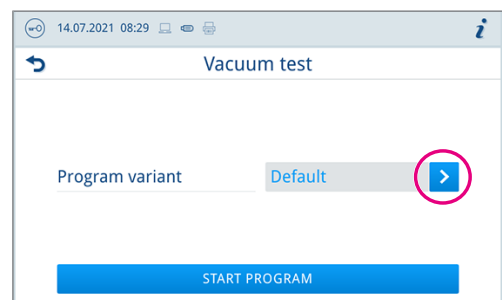 14.07.2021 08:29
Vacuum test
Program variant Default
START PROGRAM